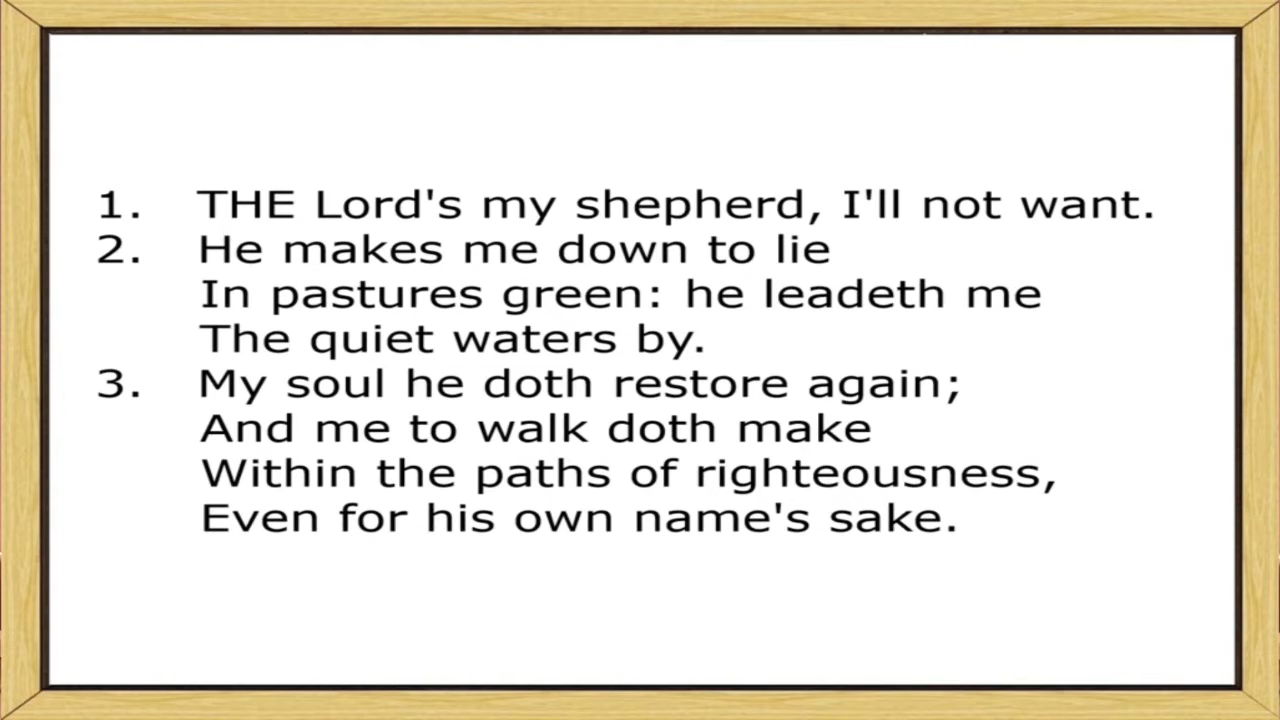 1. THE Lord's my shepherd, I'll not want.
2. He makes me down to lie
In pastures green: he leadeth me
The quiet waters by.
3. My soul he doth restore again;
And me to walk doth make
Within the paths of righteousness,
Even for his own name's sake.